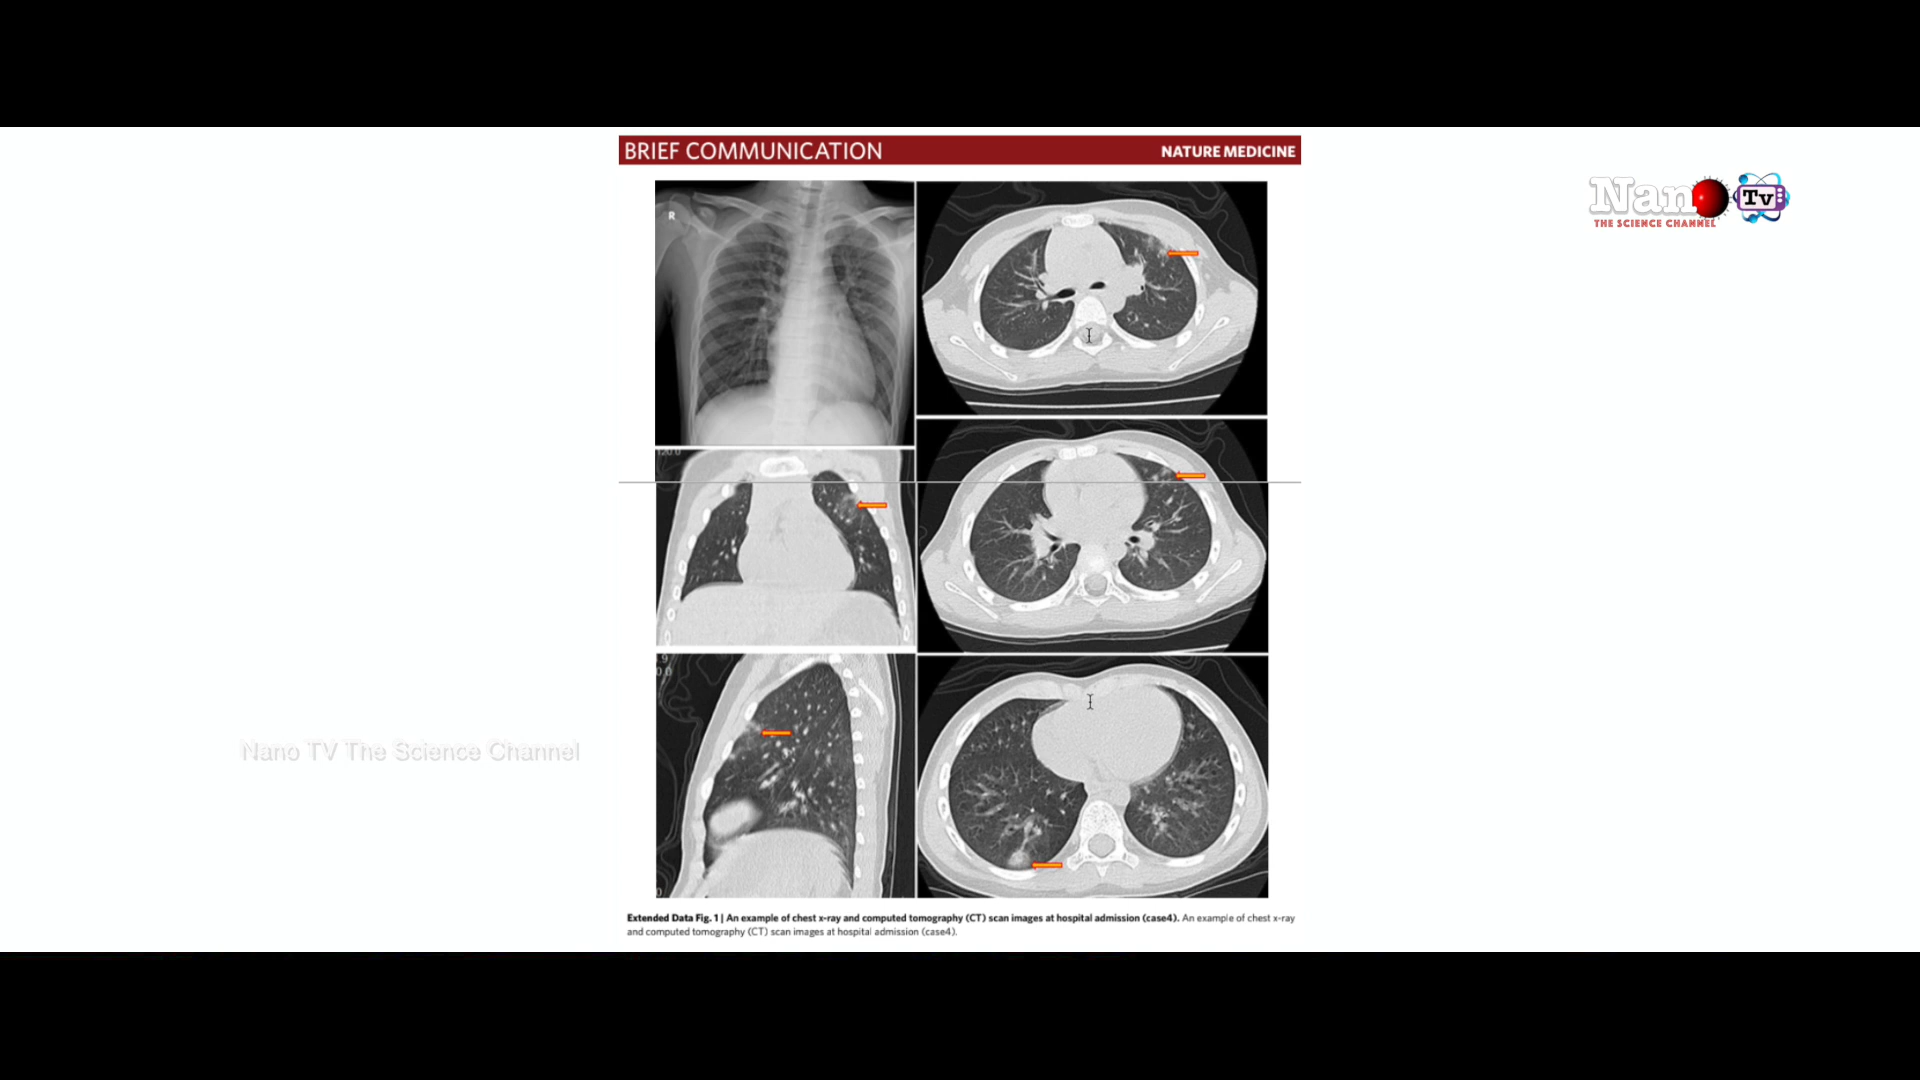 BRIEF COMMUNICATION
NATURE MEDICINE
Nano
Tv
THE SCIENCE CHANNEL
R
120.0
Nano TV The Science Channel
Extended Data Fig. 1 | An example of chest x-ray and computed tomography (CT) scan images at hospital admission (case4). An example of chest x-ray
and computed tomography (CT) scan images at hospital admission (case4).